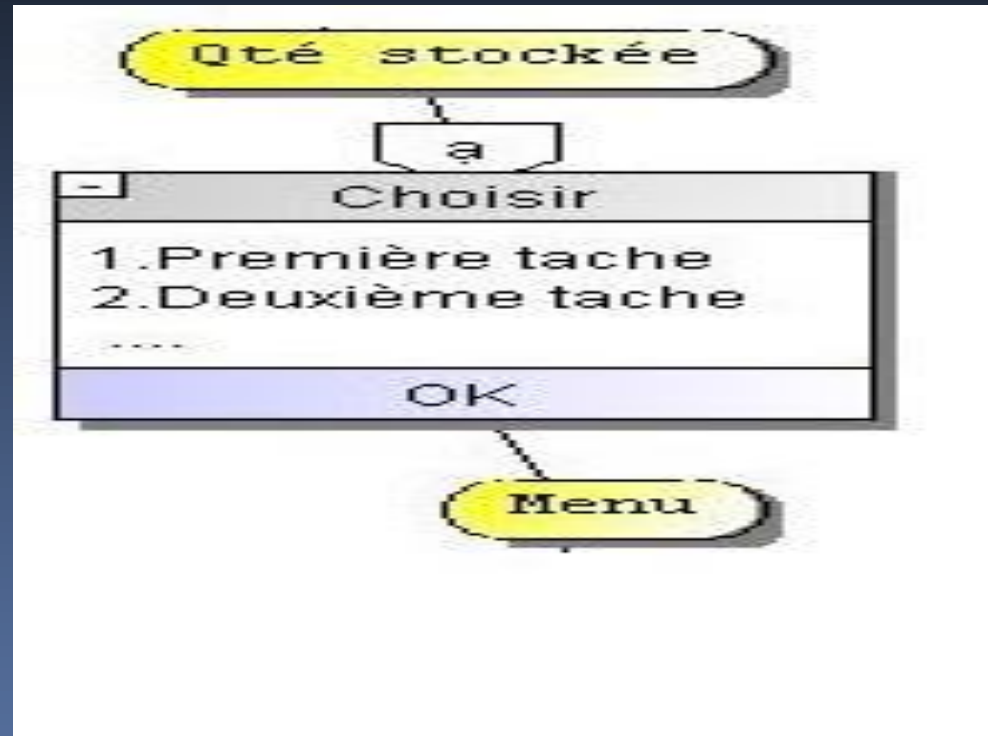 Qté stockée
a
-
Choisir
1.Première tache
2.Deuxième tache
....
OK
Menu